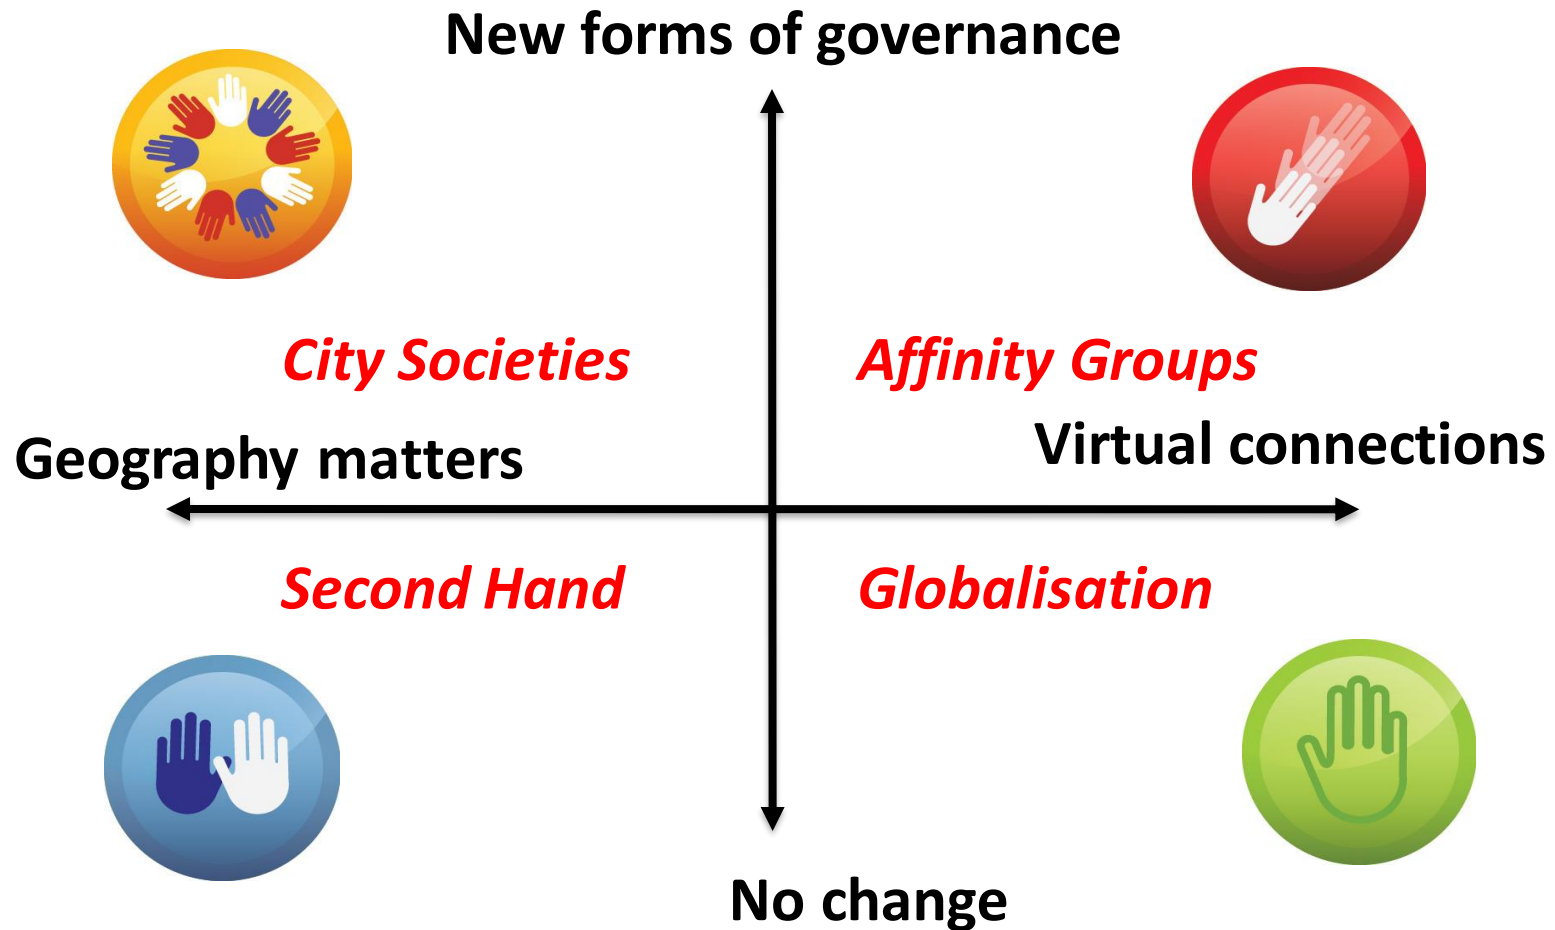 New forms of governance
City Societies
Affinity Groups
Geography matters
Virtual connections
Second Hand
Globalisation
No change